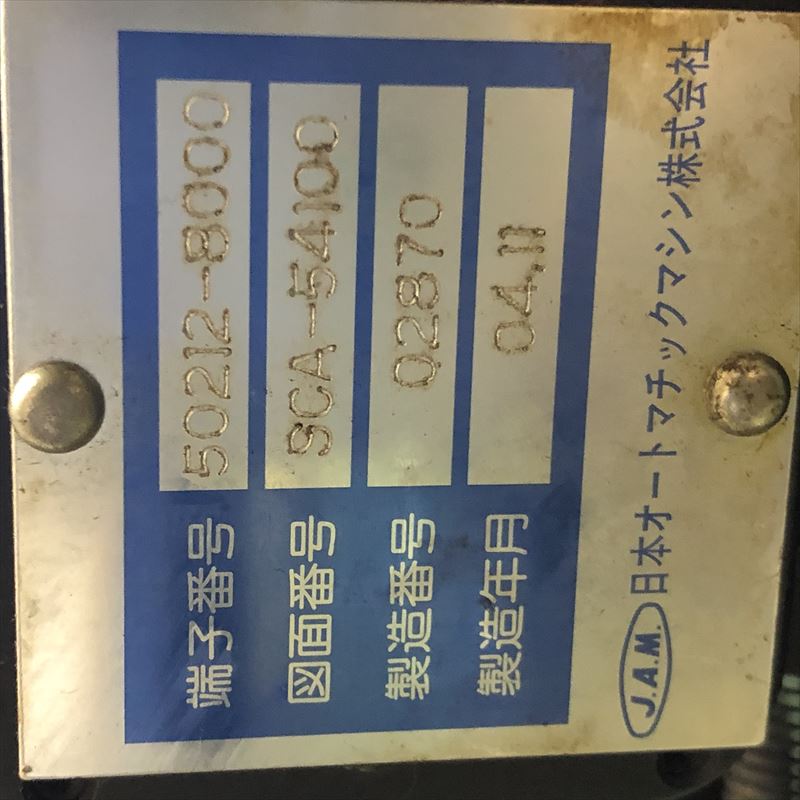 端子番号 50212-8000
図面番号 SCA-54100
製造番号 Q2870
製造年月 04.11
J.A.M. 日本オートマチックマシン株式会社